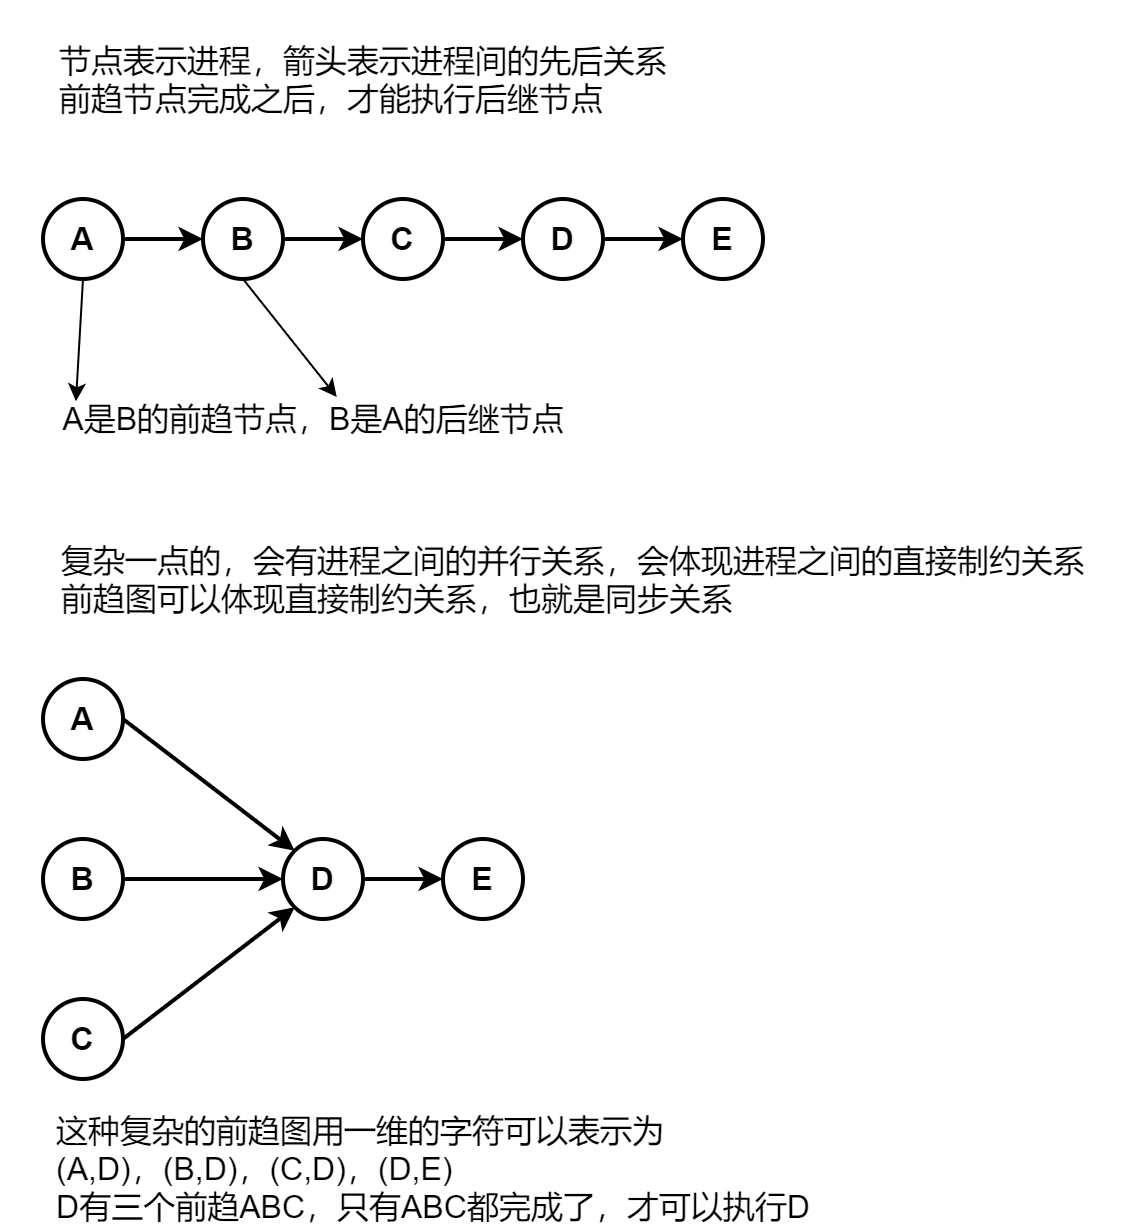 节点表示进程，箭头表示进程间的先后关系
前趋节点完成之后，才能执行后继节点
A B C D E
A是B的前趋节点，B是A的后继节点
复杂一点的，会有进程之间的并行关系，会体现进程之间的直接制约关系
前趋图可以体现直接制约关系，也就是同步关系
A
B D E
C
这种复杂的前趋图用一维的字符可以表示为
(A,D)，(B,D)，(C,D)，(D,E)
D有三个前趋ABC，只有ABC都完成了，才可以执行D